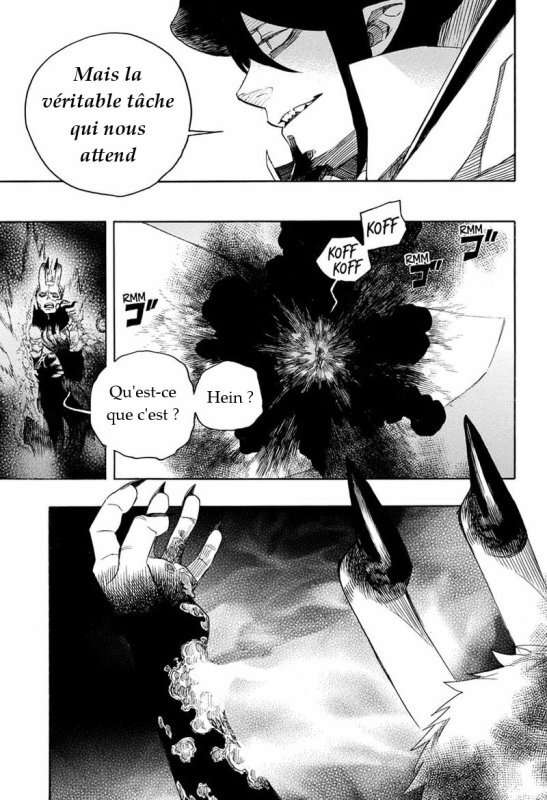 Mais la
véritable tâche
qui nous
attend
KOFF
KOFF
KOFF
RMM
ゴ"
RMM
ゴ"
RMM
ゴ"
Qu'est-ce
que c'est ?
Hein ?